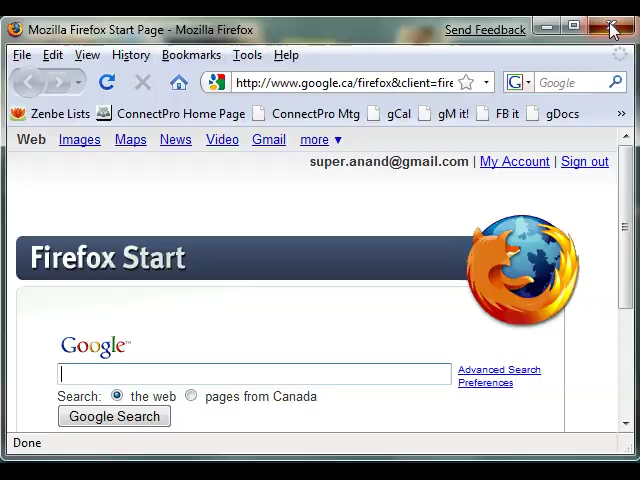 Mozilla Firefox Start Page - Mozilla Firefox
Send Feedback
File Edit View History Bookmarks Tools Help
http://www.google.ca/firefox&client=fire
G Google
Zenbe Lists ConnectPro Home Page ConnectPro Mtg gCal gM it! FB it gDocs »
Web Images Maps News Video Gmail more ▼
super.anand@gmail.com | My Account | Sign out
Firefox Start
Google™
Advanced Search
Preferences
Search: the web pages from Canada
Google Search
Done